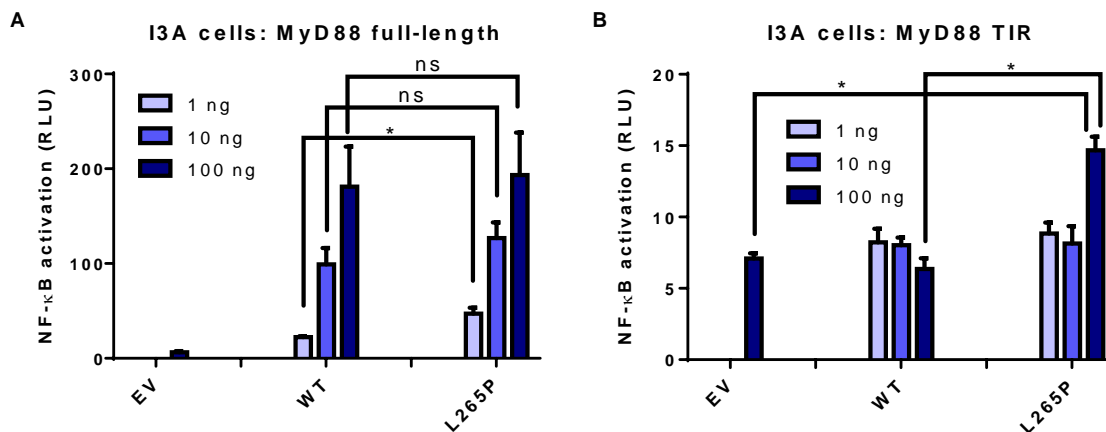 A
I3A cells: MyD88 full-length
NF-κB activation (RLU)
300
200
100
0
1 ng
10 ng
100 ng
ns
ns
*
EV
WT
L265P
B
I3A cells: MyD88 TIR
NF-κB activation (RLU)
20
15
10
5
0
1 ng
10 ng
100 ng
*
*
EV
WT
L265P